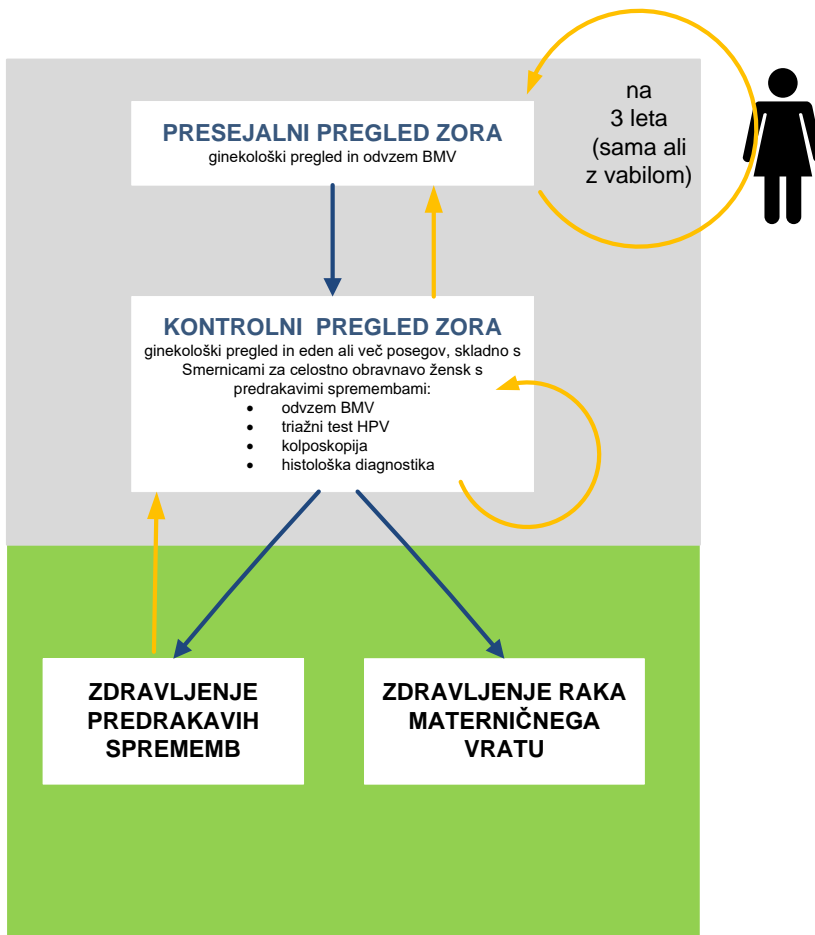 na
3 leta
(sama ali
z vabilom)
PRESEJALNI PREGLED ZORA
ginekološki pregled in odvzem BMV
KONTROLNI PREGLED ZORA
ginekološki pregled in eden ali več posegov, skladno s
Smernicami za celostno obravnavo žensk s
predrakavimi spremembami:
• odvzem BMV
• triažni test HPV
• kolposkopija
• histološka diagnostika
ZDRAVLJENJE
PREDRAKAVIH
SPREMEMB
ZDRAVLJENJE RAKA
MATERNIČNEGA
VRATU